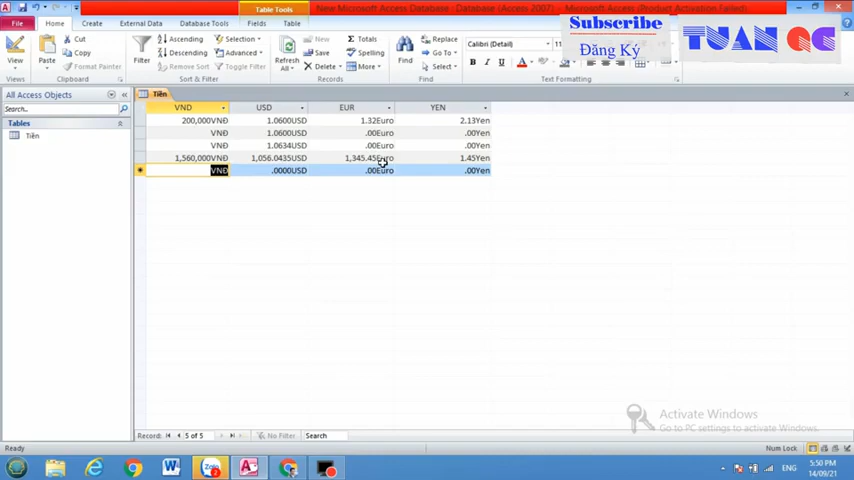 Table Tools
New Microsoft Access Database : Database (Access 2007) - Microsoft Access (Product Activation Failed)
File Home Create External Data Database Tools Fields Table
Subscribe
Đăng Ký
TUAN QG
View
Views
Paste
Cut
Copy
Format Painter
Clipboard
Filter
Ascending
Descending
Remove Sort
Selection
Advanced
Toggle Filter
Sort & Filter
Refresh All
New
Save
Delete
Totals
Spelling
More
Records
Find
Replace
Go To
Select
Find
Calibri (Detail) 11
B I U
Text Formatting
All Access Objects
Search..
Tables
Tiền
Tiền
VND USD EUR YEN
200,000VNĐ 1.0600USD 1.32Euro 2.13Yen
VNĐ 1.0600USD .00Euro .00Yen
VNĐ 1.0634USD .00Euro .00Yen
1,560,000VNĐ 1,056.0435USD 1,345.45Euro 1.45Yen
VNĐ .0000USD .00Euro .00Yen
Activate Windows
Go to PC settings to activate Windows.
Record: 5 of 5 No Filter Search
Ready Num Lock
Zalo
2
ENG
5:50 PM
14/09/21